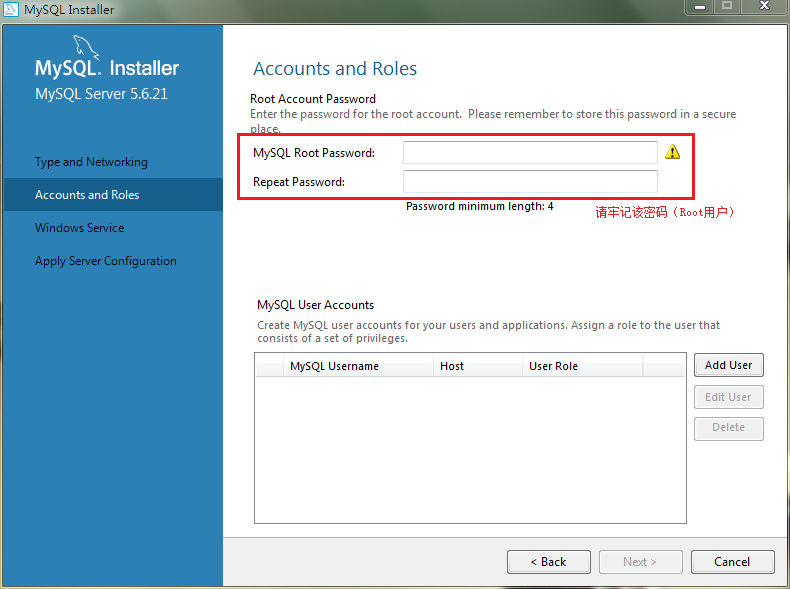 MySQL Installer
MySQL. Installer
MySQL Server 5.6.21
Type and Networking
Accounts and Roles
Windows Service
Apply Server Configuration
Accounts and Roles
Root Account Password
Enter the password for the root account. Please remember to store this password in a secure
place.
MySQL Root Password:
Repeat Password:
Password minimum length: 4
请牢记该密码（Root用户）
MySQL User Accounts
Create MySQL user accounts for your users and applications. Assign a role to the user that
consists of a set of privileges.
MySQL Username Host User Role
Add User
Edit User
Delete
< Back Next > Cancel